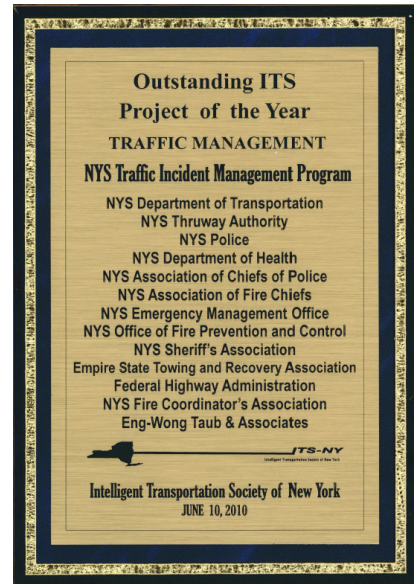 Outstanding ITS
Project of the Year
TRAFFIC MANAGEMENT
NYS Traffic Incident Management Program
NYS Department of Transportation
NYS Thruway Authority
NYS Police
NYS Department of Health
NYS Association of Chiefs of Police
NYS Association of Fire Chiefs
NYS Emergency Management Office
NYS Office of Fire Prevention and Control
NYS Sheriff's Association
Empire State Towing and Recovery Association
Federal Highway Administration
NYS Fire Coordinator's Association
Eng-Wong Taub & Associates
ITS-NY
Intelligent Transportation Society of New York
Intelligent Transportation Society of New York
JUNE 10, 2010